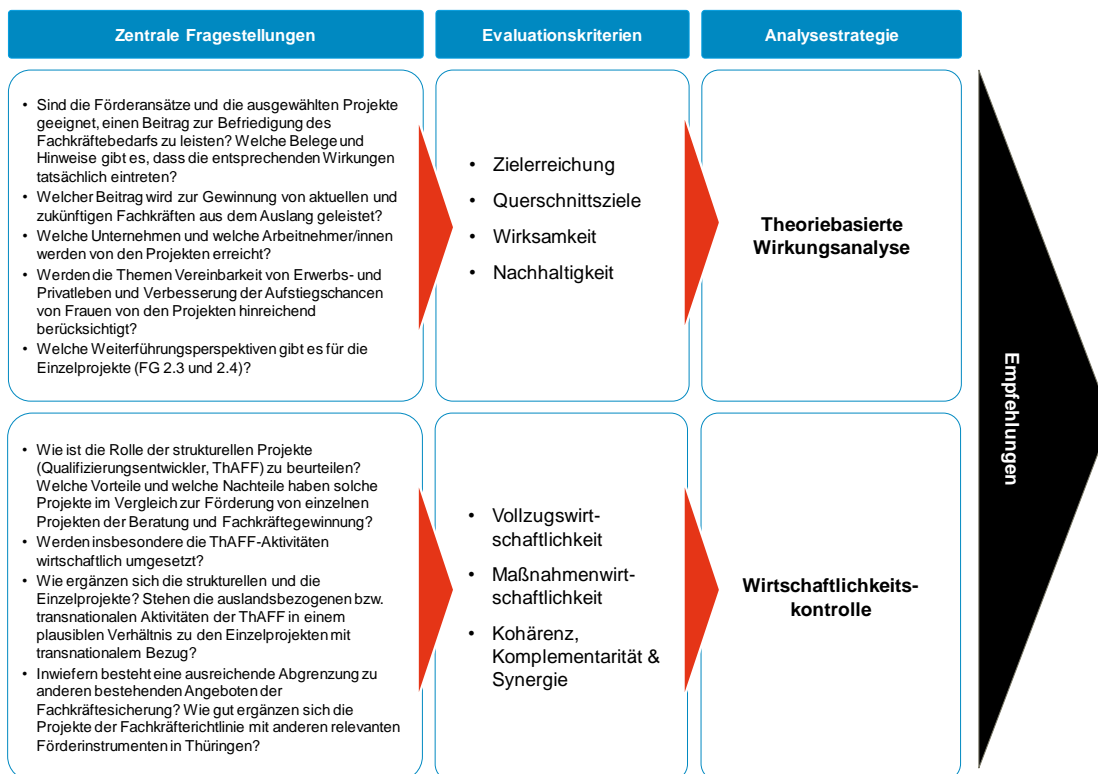 Zentrale Fragestellungen
Evaluationskriterien
Analysestrategie
• Sind die Förderansätze und die ausgewählten Projekte
geeignet, einen Beitrag zur Befriedigung des
Fachkräftebedarfs zu leisten? Welche Belege und
Hinweise gibt es, dass die entsprechenden Wirkungen
tatsächlich eintreten?
• Welcher Beitrag wird zur Gewinnung von aktuellen und
zukünftigen Fachkräften aus dem Auslang geleistet?
• Welche Unternehmen und welche Arbeitnehmer/innen
werden von den Projekten erreicht?
• Werden die Themen Vereinbarkeit von Erwerbs- und
Privatleben und Verbesserung der Aufstiegschancen
von Frauen von den Projekten hinreichend
berücksichtigt?
• Welche Weiterführungsperspektiven gibt es für die
Einzelprojekte (FG 2.3 und 2.4)?
• Zielerreichung
• Querschnittsziele
• Wirksamkeit
• Nachhaltigkeit
Theoriebasierte
Wirkungsanalyse
• Wie ist die Rolle der strukturellen Projekte
(Qualifizierungsentwickler, ThAFF) zu beurteilen?
Welche Vorteile und welche Nachteile haben solche
Projekte im Vergleich zur Förderung von einzelnen
Projekten der Beratung und Fachkräftegewinnung?
• Werden insbesondere die ThAFF-Aktivitäten
wirtschaftlich umgesetzt?
• Wie ergänzen sich die strukturellen und die
Einzelprojekte? Stehen die auslandsbezogenen bzw.
transnationalen Aktivitäten der ThAFF in einem
plausiblen Verhältnis zu den Einzelprojekten mit
transnationalem Bezug?
• Inwiefern besteht eine ausreichende Abgrenzung zu
anderen bestehenden Angeboten der
Fachkräftesicherung? Wie gut ergänzen sich die
Projekte der Fachkräfterichtlinie mit anderen relevanten
Förderinstrumenten in Thüringen?
• Vollzugswirt-
schaftlichkeit
• Maßnahmenwirt-
schaftlichkeit
• Kohärenz,
Komplementarität &
Synergie
Wirtschaftlichkeits-
kontrolle
Empfehlungen